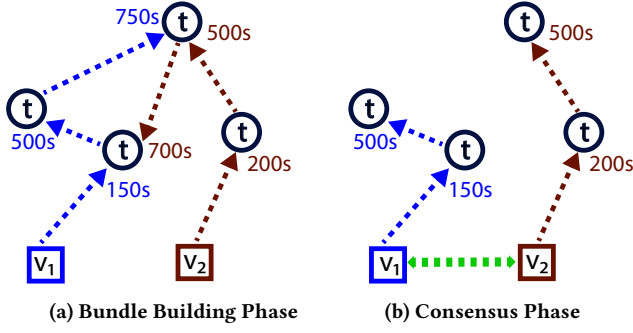 750s
t
500s
t
500s
t
700s
t
200s
150s
V1
V2
(a) Bundle Building Phase
t
500s
t
500s
t
150s
t
200s
V1
V2
(b) Consensus Phase